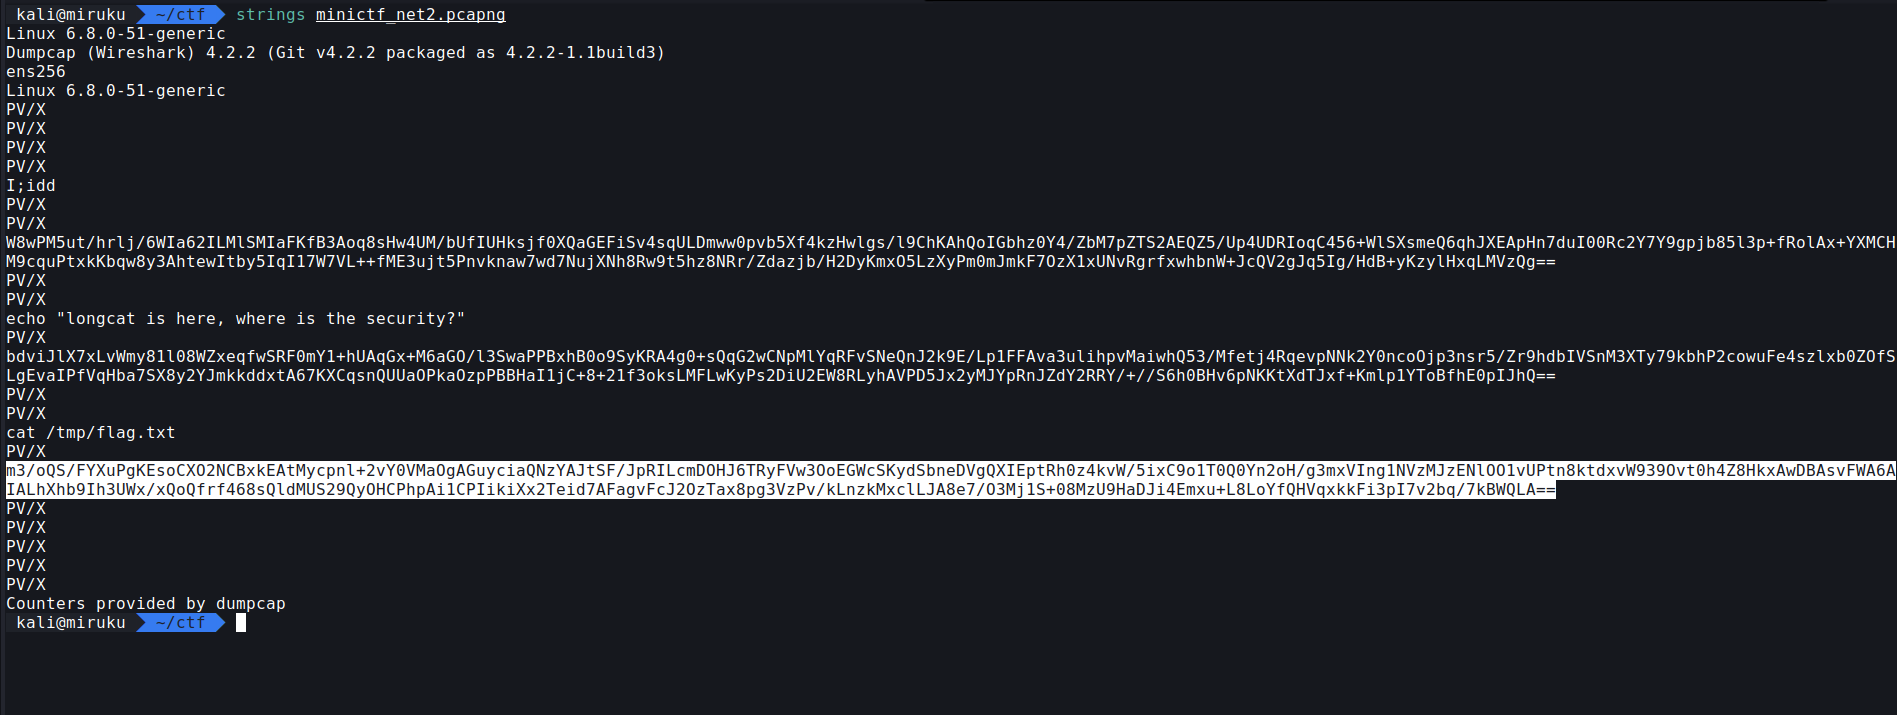 kali@miruku ~/ctf strings minictf_net2.pcapng
Linux 6.8.0-51-generic
Dumpcap (Wireshark) 4.2.2 (Git v4.2.2 packaged as 4.2.2-1.1build3)
ens256
Linux 6.8.0-51-generic
PV/X
PV/X
PV/X
PV/X
I;idd
PV/X
PV/X
W8wPM5ut/hrlj/6WIa62ILMlSMIaFKfB3Aoq8sHw4UM/bUfIUHksjf0XQaGEFiSv4sqULDmww0pvb5Xf4kzHwlgs/l9ChKAhQoIGbhz0Y4/ZbM7pZTS2AEQZ5/Up4UDRIoqC456+WlSXsmeQ6qhJXEApHn7duI00Rc2Y7Y9gpjb85l3p+fRolAx+YXMCH
M9cquPtxkKbqw8y3AhtewItby5IqI17W7VL++fME3ujt5Pnvknaw7wd7NujXNh8Rw9t5hz8NRr/Zdazjb/H2DyKmxO5LzXyPm0mJmkF7OzX1xUNvRgrfxwhbnW+JcQV2gJq5Ig/HdB+yKzylHxqLMVzQg==
PV/X
PV/X
echo "longcat is here, where is the security?"
PV/X
bdviJlX7xLvWmy81l08WZxeqfwSRF0mY1+hUAqGx+M6aGO/l3SwaPPBxhB0o9SyKRA4g0+sQqG2wCNpMlYqRFvSNeQnJ2k9E/Lp1FFAva3ulihpvMaiwhQ53/Mfetj4RqevpNNk2Y0ncoOjp3nsr5/Zr9hdbIVSnM3XTy79kbhP2cowuFe4szlxb0ZOfS
LgEvaIPfVqHba7SX8y2YJmkkddxtA67KXCqsnQUUaOPkaOzpPBBHaI1jC+8+21f3oksLMFLwKyPs2DiU2EW8RLyhAVPD5Jx2yMJYpRnJZdY2RRY/+//S6h0BHv6pNKKtXdTJxf+Kmlp1YToBfhE0pIJhQ==
PV/X
PV/X
cat /tmp/flag.txt
PV/X
m3/oQS/FYXuPgKEsoCXO2NCBxkEAtMycpnl+2vY0VMaOgAGuyciaQNzYAJtSF/JpRILcmDOHJ6TRyFVw3OoEGWcSKydSbneDVgQXIEptRh0z4kvW/5ixC9o1T0Q0Yn2oH/g3mxVIng1NVzMJzENlOO1vUPtn8ktdxvW939Ovt0h4Z8HkxAwDBAsvFWA6A
IALhXhb9Ih3UWx/xQoQfrf468sQldMUS29QyOHCPhpAi1CPIikiXx2Teid7AFagvFcJ2OzTax8pg3VzPv/kLnzkMxclLJA8e7/O3Mj1S+08MzU9HaDJi4Emxu+L8LoYfQHVqxkkFi3pI7v2bq/7kBWQLA==
PV/X
PV/X
PV/X
PV/X
PV/X
Counters provided by dumpcap
kali@miruku ~/ctf